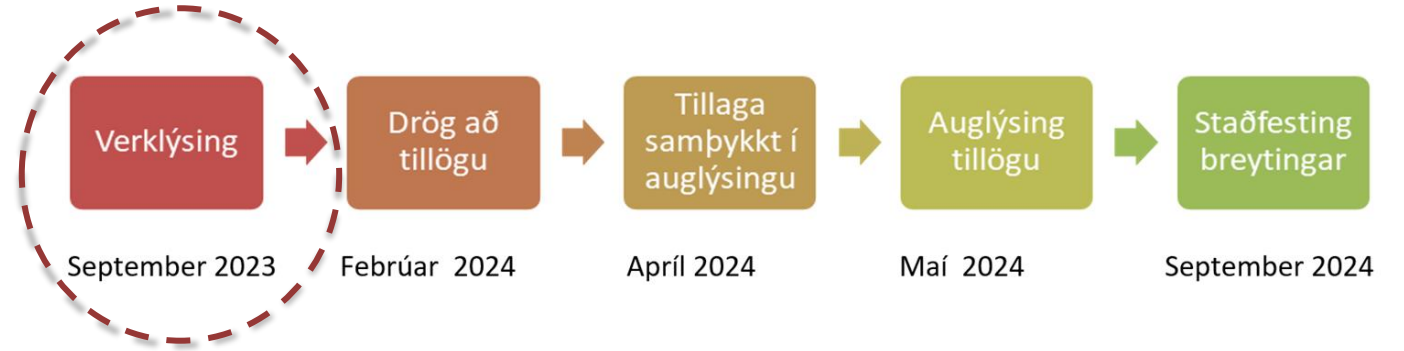 Verklýsing
Drög að
tillögu
Tillaga
samþykkt í
auglýsingu
Auglýsing
tillögu
Staðfesting
breytingar
September 2023
Febrúar 2024
Apríl 2024
Maí 2024
September 2024